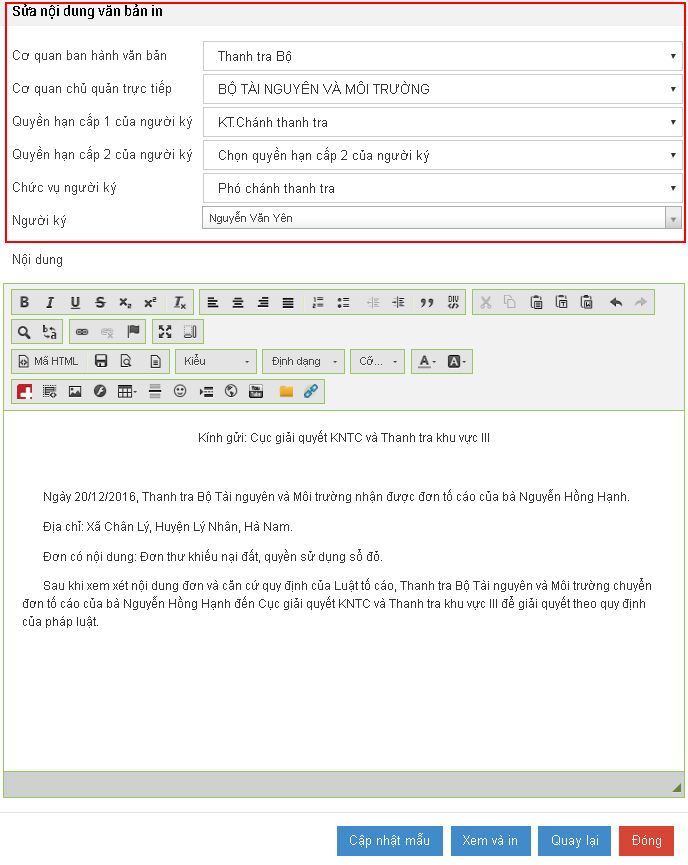 Sửa nội dung văn bản in
Cơ quan ban hành văn bản Thanh tra Bộ
Cơ quan chủ quản trực tiếp BỘ TÀI NGUYÊN VÀ MÔI TRƯỜNG
Quyền hạn cấp 1 của người ký KT.Chánh thanh tra
Quyền hạn cấp 2 của người ký Chọn quyền hạn cấp 2 của người ký
Chức vụ người ký Phó chánh thanh tra
Người ký Nguyễn Văn Yên
Nội dung
Mã HTML Kiểu Định dạng Cỡ...
Kính gửi: Cục giải quyết KNTC và Thanh tra khu vực III
Ngày 20/12/2016, Thanh tra Bộ Tài nguyên và Môi trường nhận được đơn tố cáo của bà Nguyễn Hồng Hạnh.
Địa chỉ: Xã Chân Lý, Huyện Lý Nhân, Hà Nam.
Đơn có nội dung: Đơn thư khiếu nại đất, quyền sử dụng sổ đỏ.
Sau khi xem xét nội dung đơn và căn cứ quy định của Luật tố cáo, Thanh tra Bộ Tài nguyên và Môi trường chuyển
đơn tố cáo của bà Nguyễn Hồng Hạnh đến Cục giải quyết KNTC và Thanh tra khu vực III để giải quyết theo quy định
của pháp luật.
Cập nhật mẫu Xem và in Quay lại Đóng